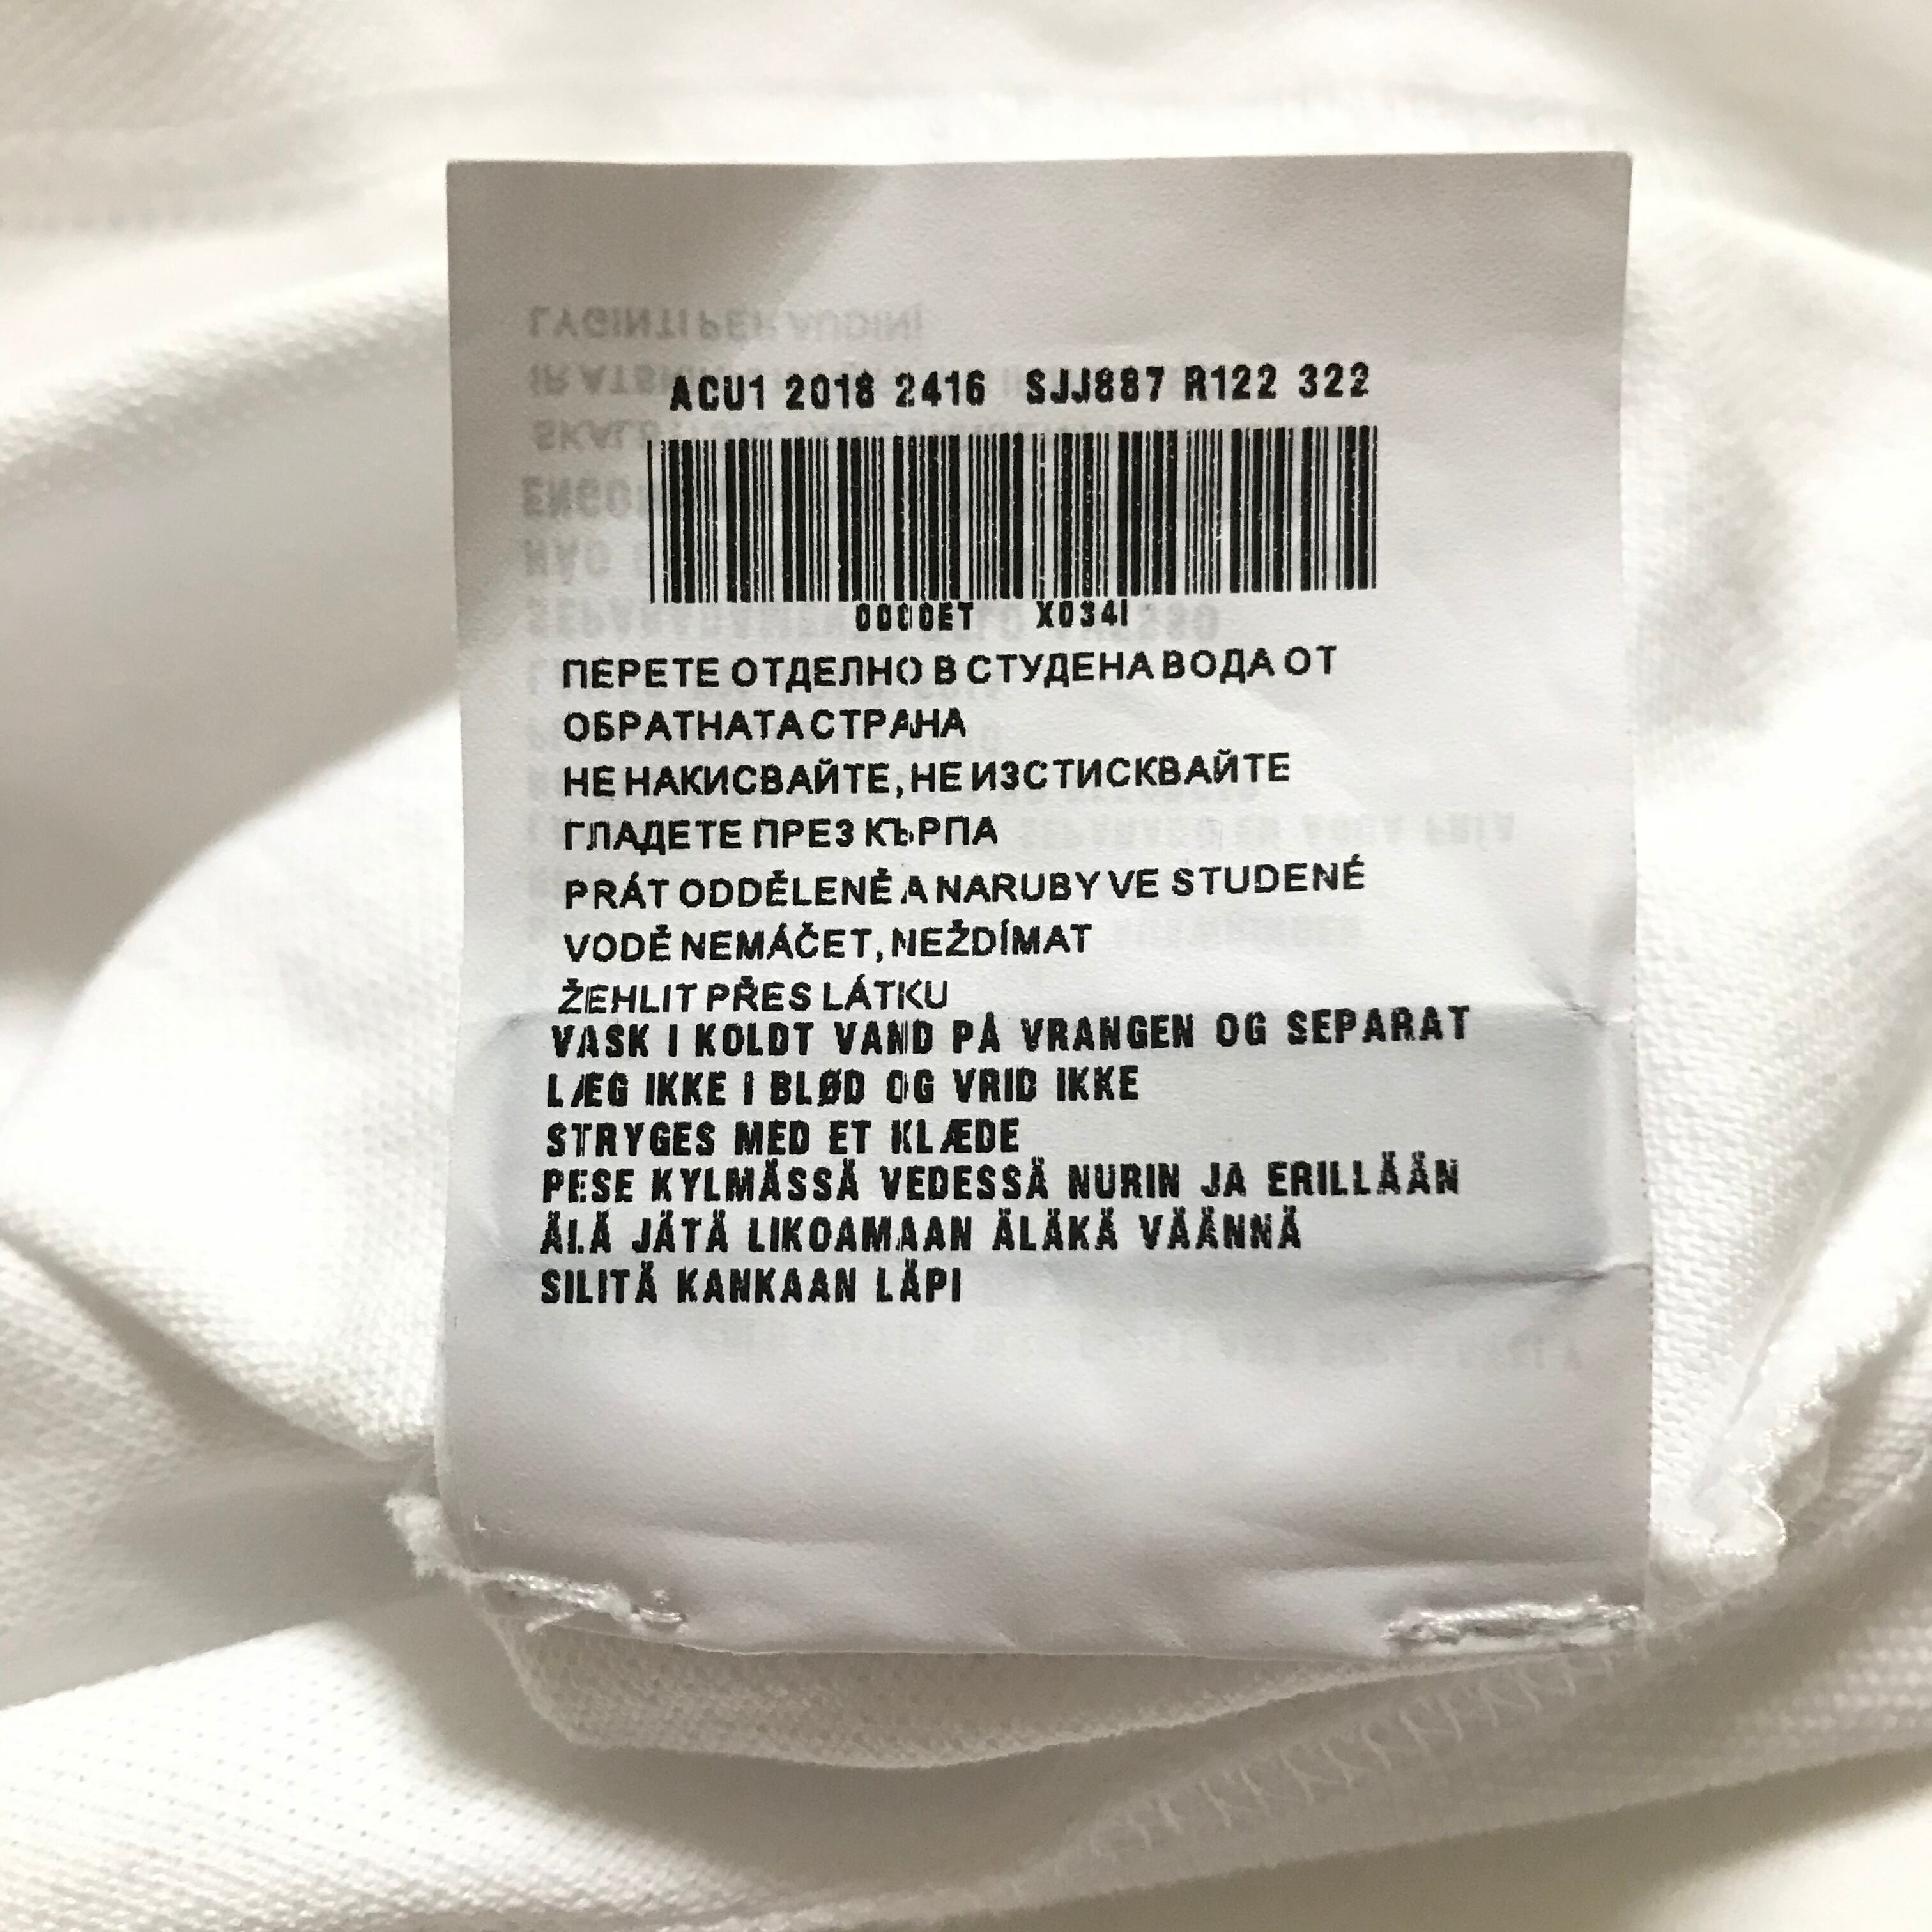 ACU1 2018 2416 SJJ887 R122 322
0000ET X034I
ПЕРЕТЕ ОТДЕЛНО В СТУДЕНА ВОДА ОТ
ОБРАТНАТА СТРАНА
НЕ НАКИСВАЙТЕ, НЕ ИЗСТИСКВАЙТЕ
ГЛАДЕТЕ ПРЕЗ КЪРПА
PRÁT ODDĚLENĚ A NARUBY VE STUDENÉ
VODĚ NEMÁČET, NEŽDÍMAT
ŽEHLIT PŘES LÁTKU
VASK I KOLDT VAND PÅ VRANGEN OG SEPARAT
LÆG IKKE I BLØD OG VRID IKKE
STRYGES MED ET KLÆDE
PESE KYLMÄSSÄ VEDESSÄ NURIN JA ERILLÄÄN
ÄLÄ JÄTÄ LIKOAMAAN ÄLÄKÄ VÄÄNNÄ
SILITÄ KANKAAN LÄPI